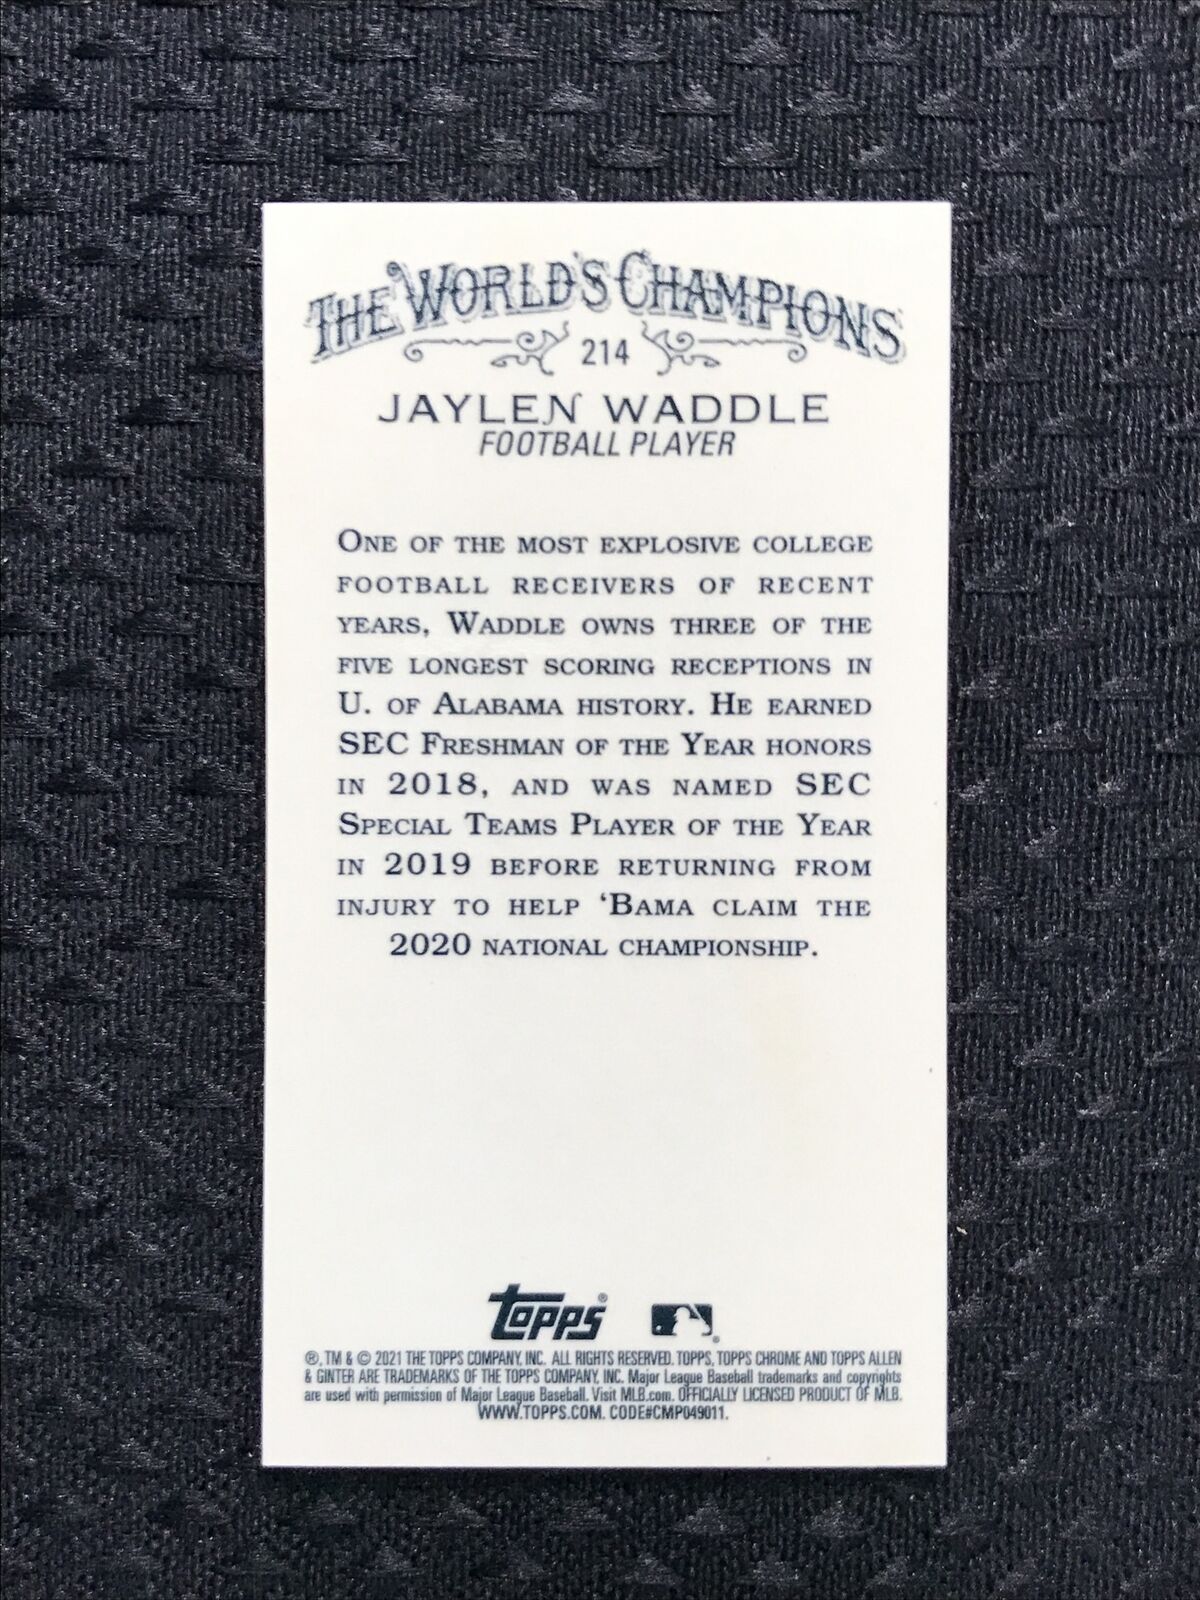 THE WORLD'S CHAMPIONS
214
JAYLEN WADDLE
FOOTBALL PLAYER
ONE OF THE MOST EXPLOSIVE COLLEGE
FOOTBALL RECEIVERS OF RECENT
YEARS, WADDLE OWNS THREE OF THE
FIVE LONGEST SCORING RECEPTIONS IN
U. OF ALABAMA HISTORY. HE EARNED
SEC FRESHMAN OF THE YEAR HONORS
IN 2018, AND WAS NAMED SEC
SPECIAL TEAMS PLAYER OF THE YEAR
IN 2019 BEFORE RETURNING FROM
INJURY TO HELP ‘BAMA CLAIM THE
2020 NATIONAL CHAMPIONSHIP.
topps®
®, TM & © 2021 THE TOPPS COMPANY, INC. ALL RIGHTS RESERVED. TOPPS, TOPPS CHROME AND TOPPS ALLEN
& GINTER ARE TRADEMARKS OF THE TOPPS COMPANY, INC. Major League Baseball trademarks and copyrights
are used with permission of Major League Baseball. Visit MLB.com. OFFICIALLY LICENSED PRODUCT OF MLB.
WWW.TOPPS.COM. CODE#CMP049011.